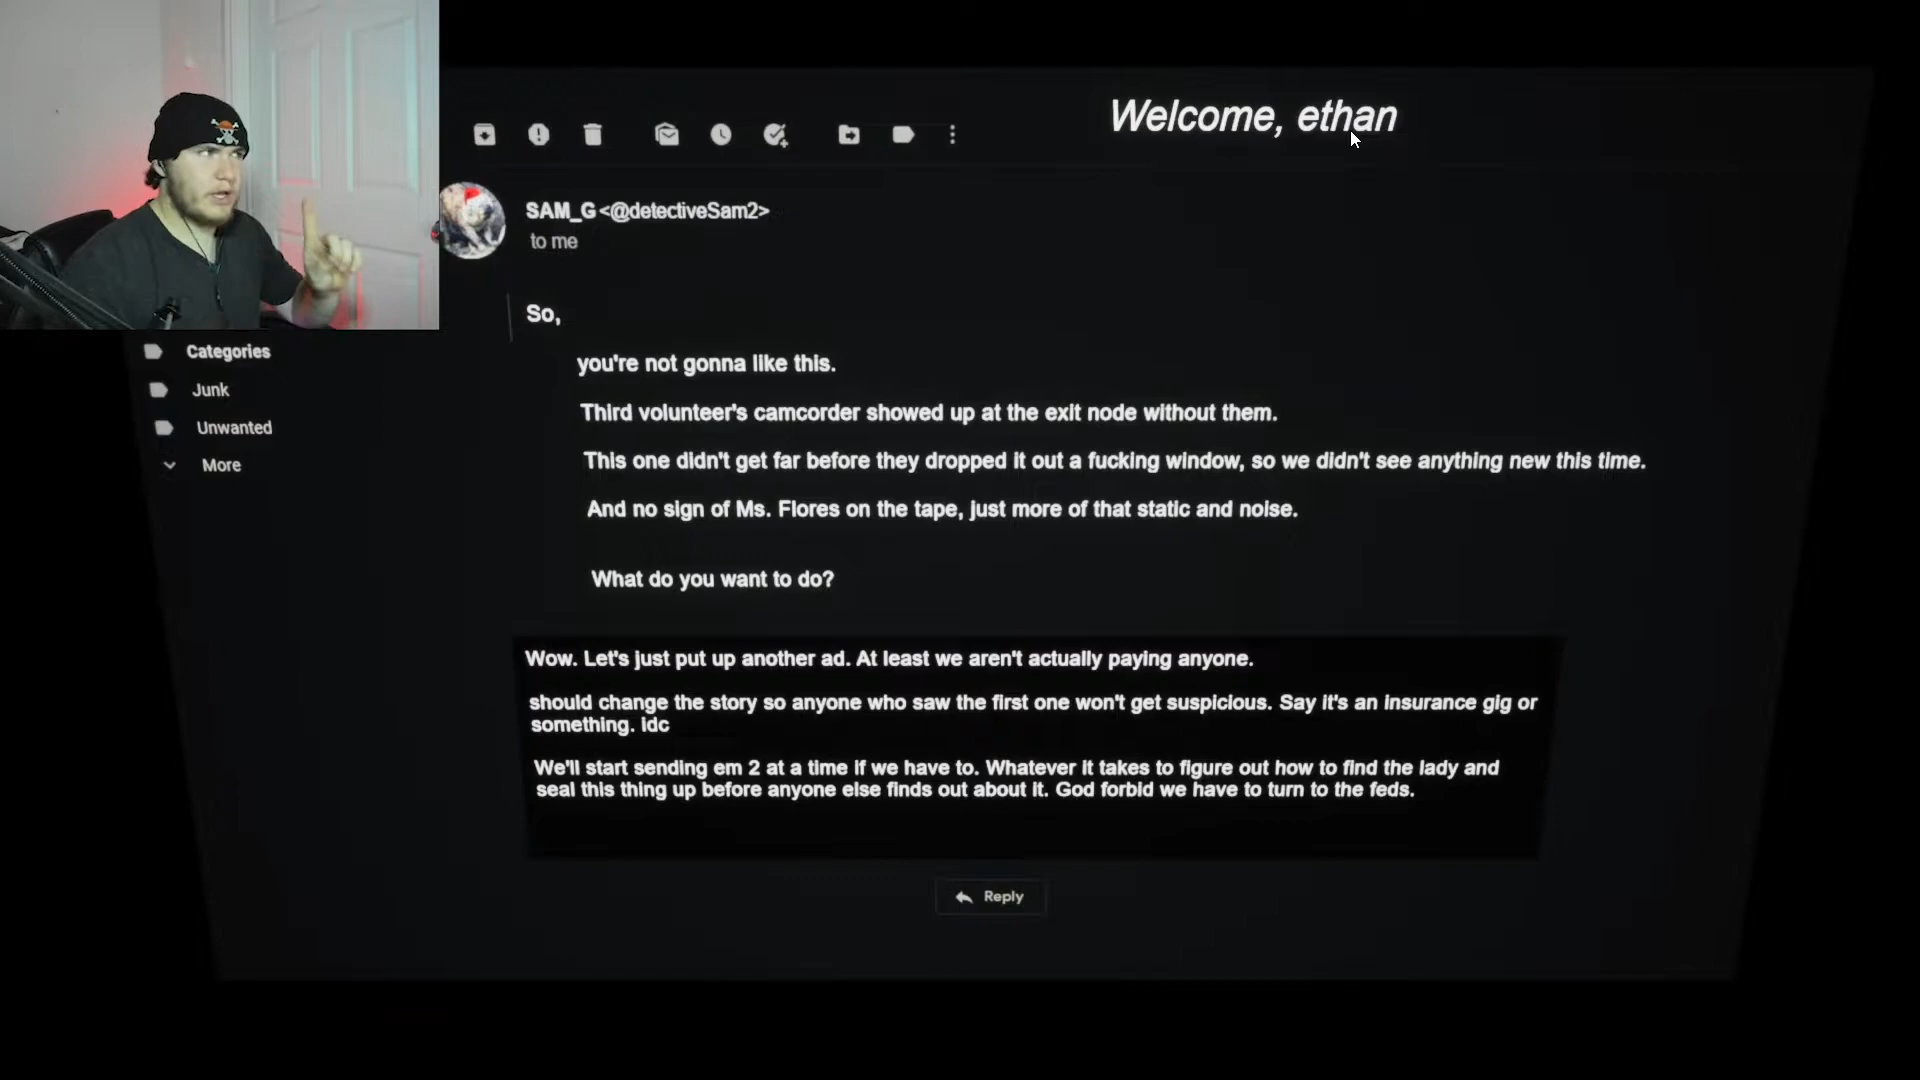 Welcome, ethan
SAM_G<@detectiveSam2>
to me
So,
you're not gonna like this.
Categories
Junk
Third volunteer's camcorder showed up at the exit node without them.
Unwanted
This one didn't get far before they dropped it out a fucking window, so we didn't see anything new this time.
More
And no sign of Ms. Flores on the tape, just more of that static and noise.
What do you want to do?
Wow. Let's just put up another ad. At least we aren't actually paying anyone.
should change the story so anyone who saw the first one won't get suspicious. Say it's an insurance gig or
something. idc
We'll start sending em 2 at a time if we have to. Whatever it takes to figure out how to find the lady and
seal this thing up before anyone else finds out about it. God forbid we have to turn to the feds.
Reply